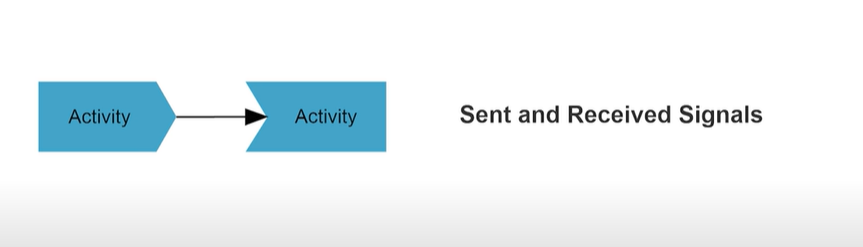 Activity
Activity
Sent and Received Signals